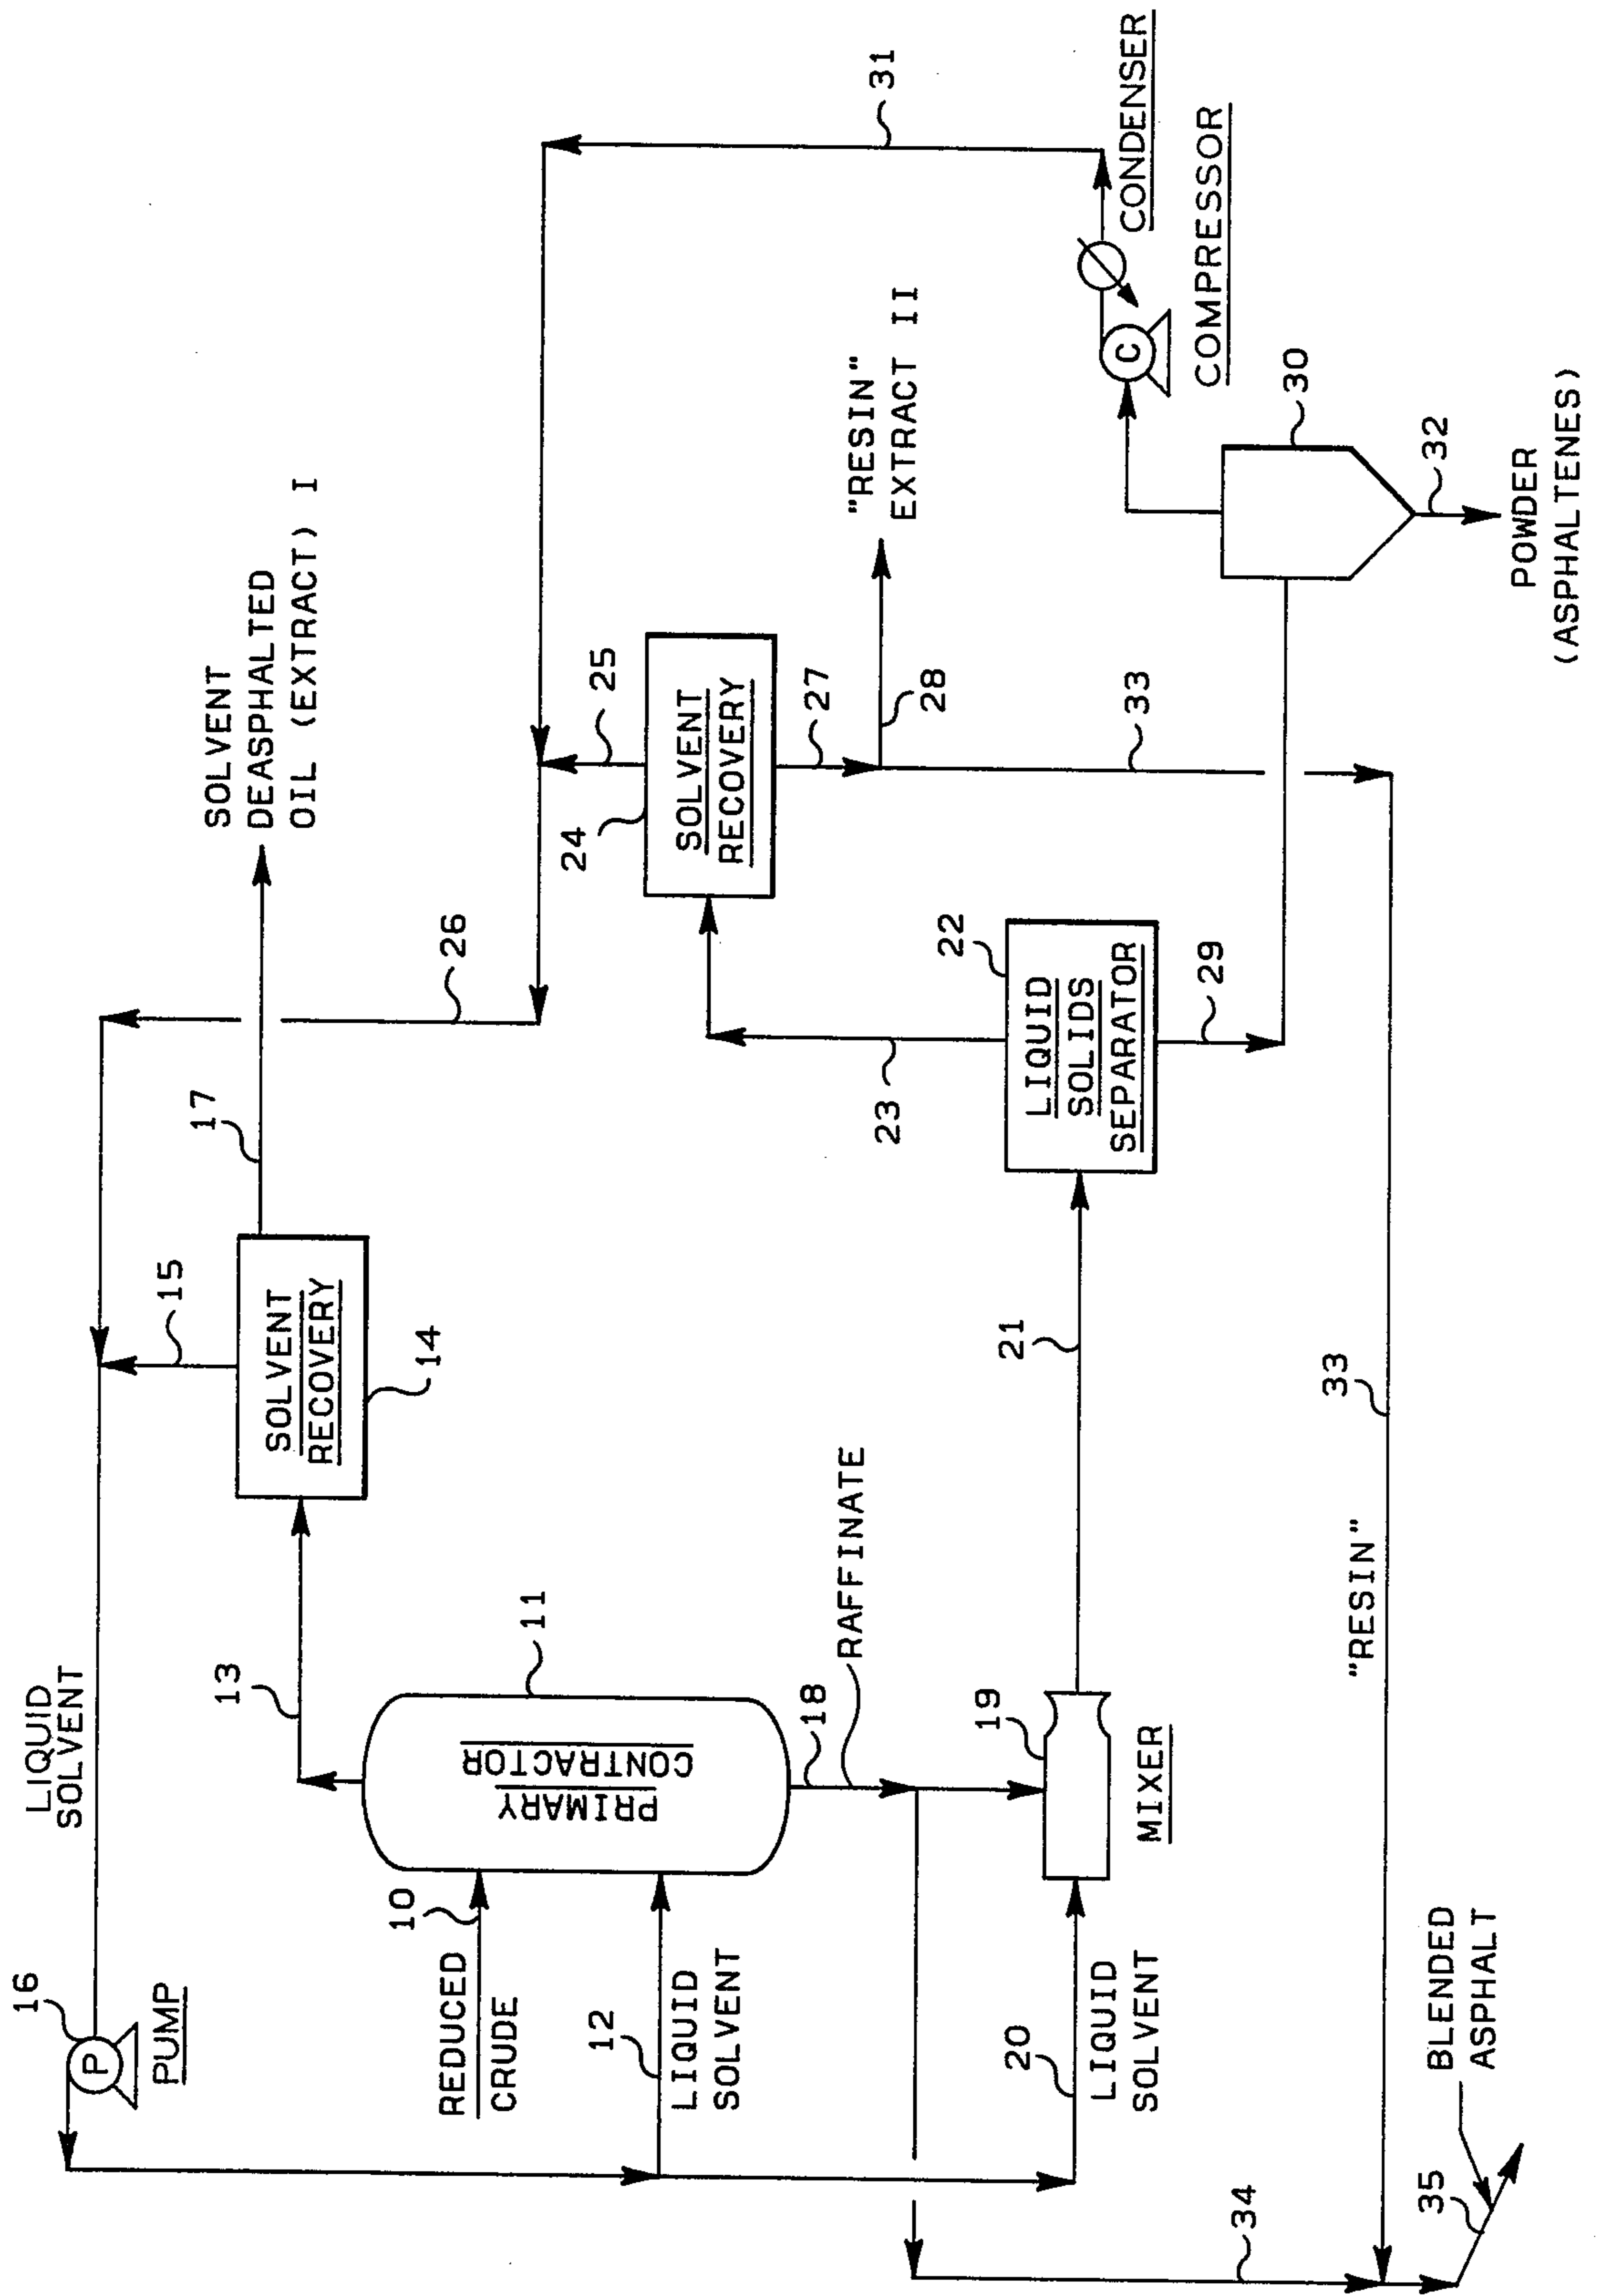 LIQUID
SOLVENT
16
P
PUMP
15
SOLVENT
RECOVERY
14
17
SOLVENT
DEASPHALTED
OIL (EXTRACT) I
26
13
11
PRIMARY
CONTRACTOR
10
REDUCED
CRUDE
12
LIQUID
SOLVENT
18
RAFFINATE
19
MIXER
20
LIQUID
SOLVENT
21
22
LIQUID
SOLIDS
SEPARATOR
23
29
24
SOLVENT
RECOVERY
25
27
28
"RESIN"
EXTRACT II
33
31
CONDENSER
C
COMPRESSOR
30
32
POWDER
(ASPHALTENES)
33
"RESIN"
34
35
BLENDED
ASPHALT